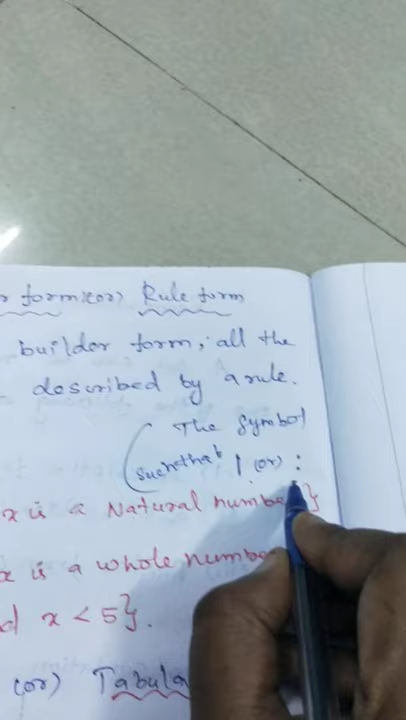 r form (or) Rule form
builder form, all the
described by a rule.
The symbol
such that | (or) :
x is a Natural number}
x is a whole numbe
d x < 5}.
(or) Tabula